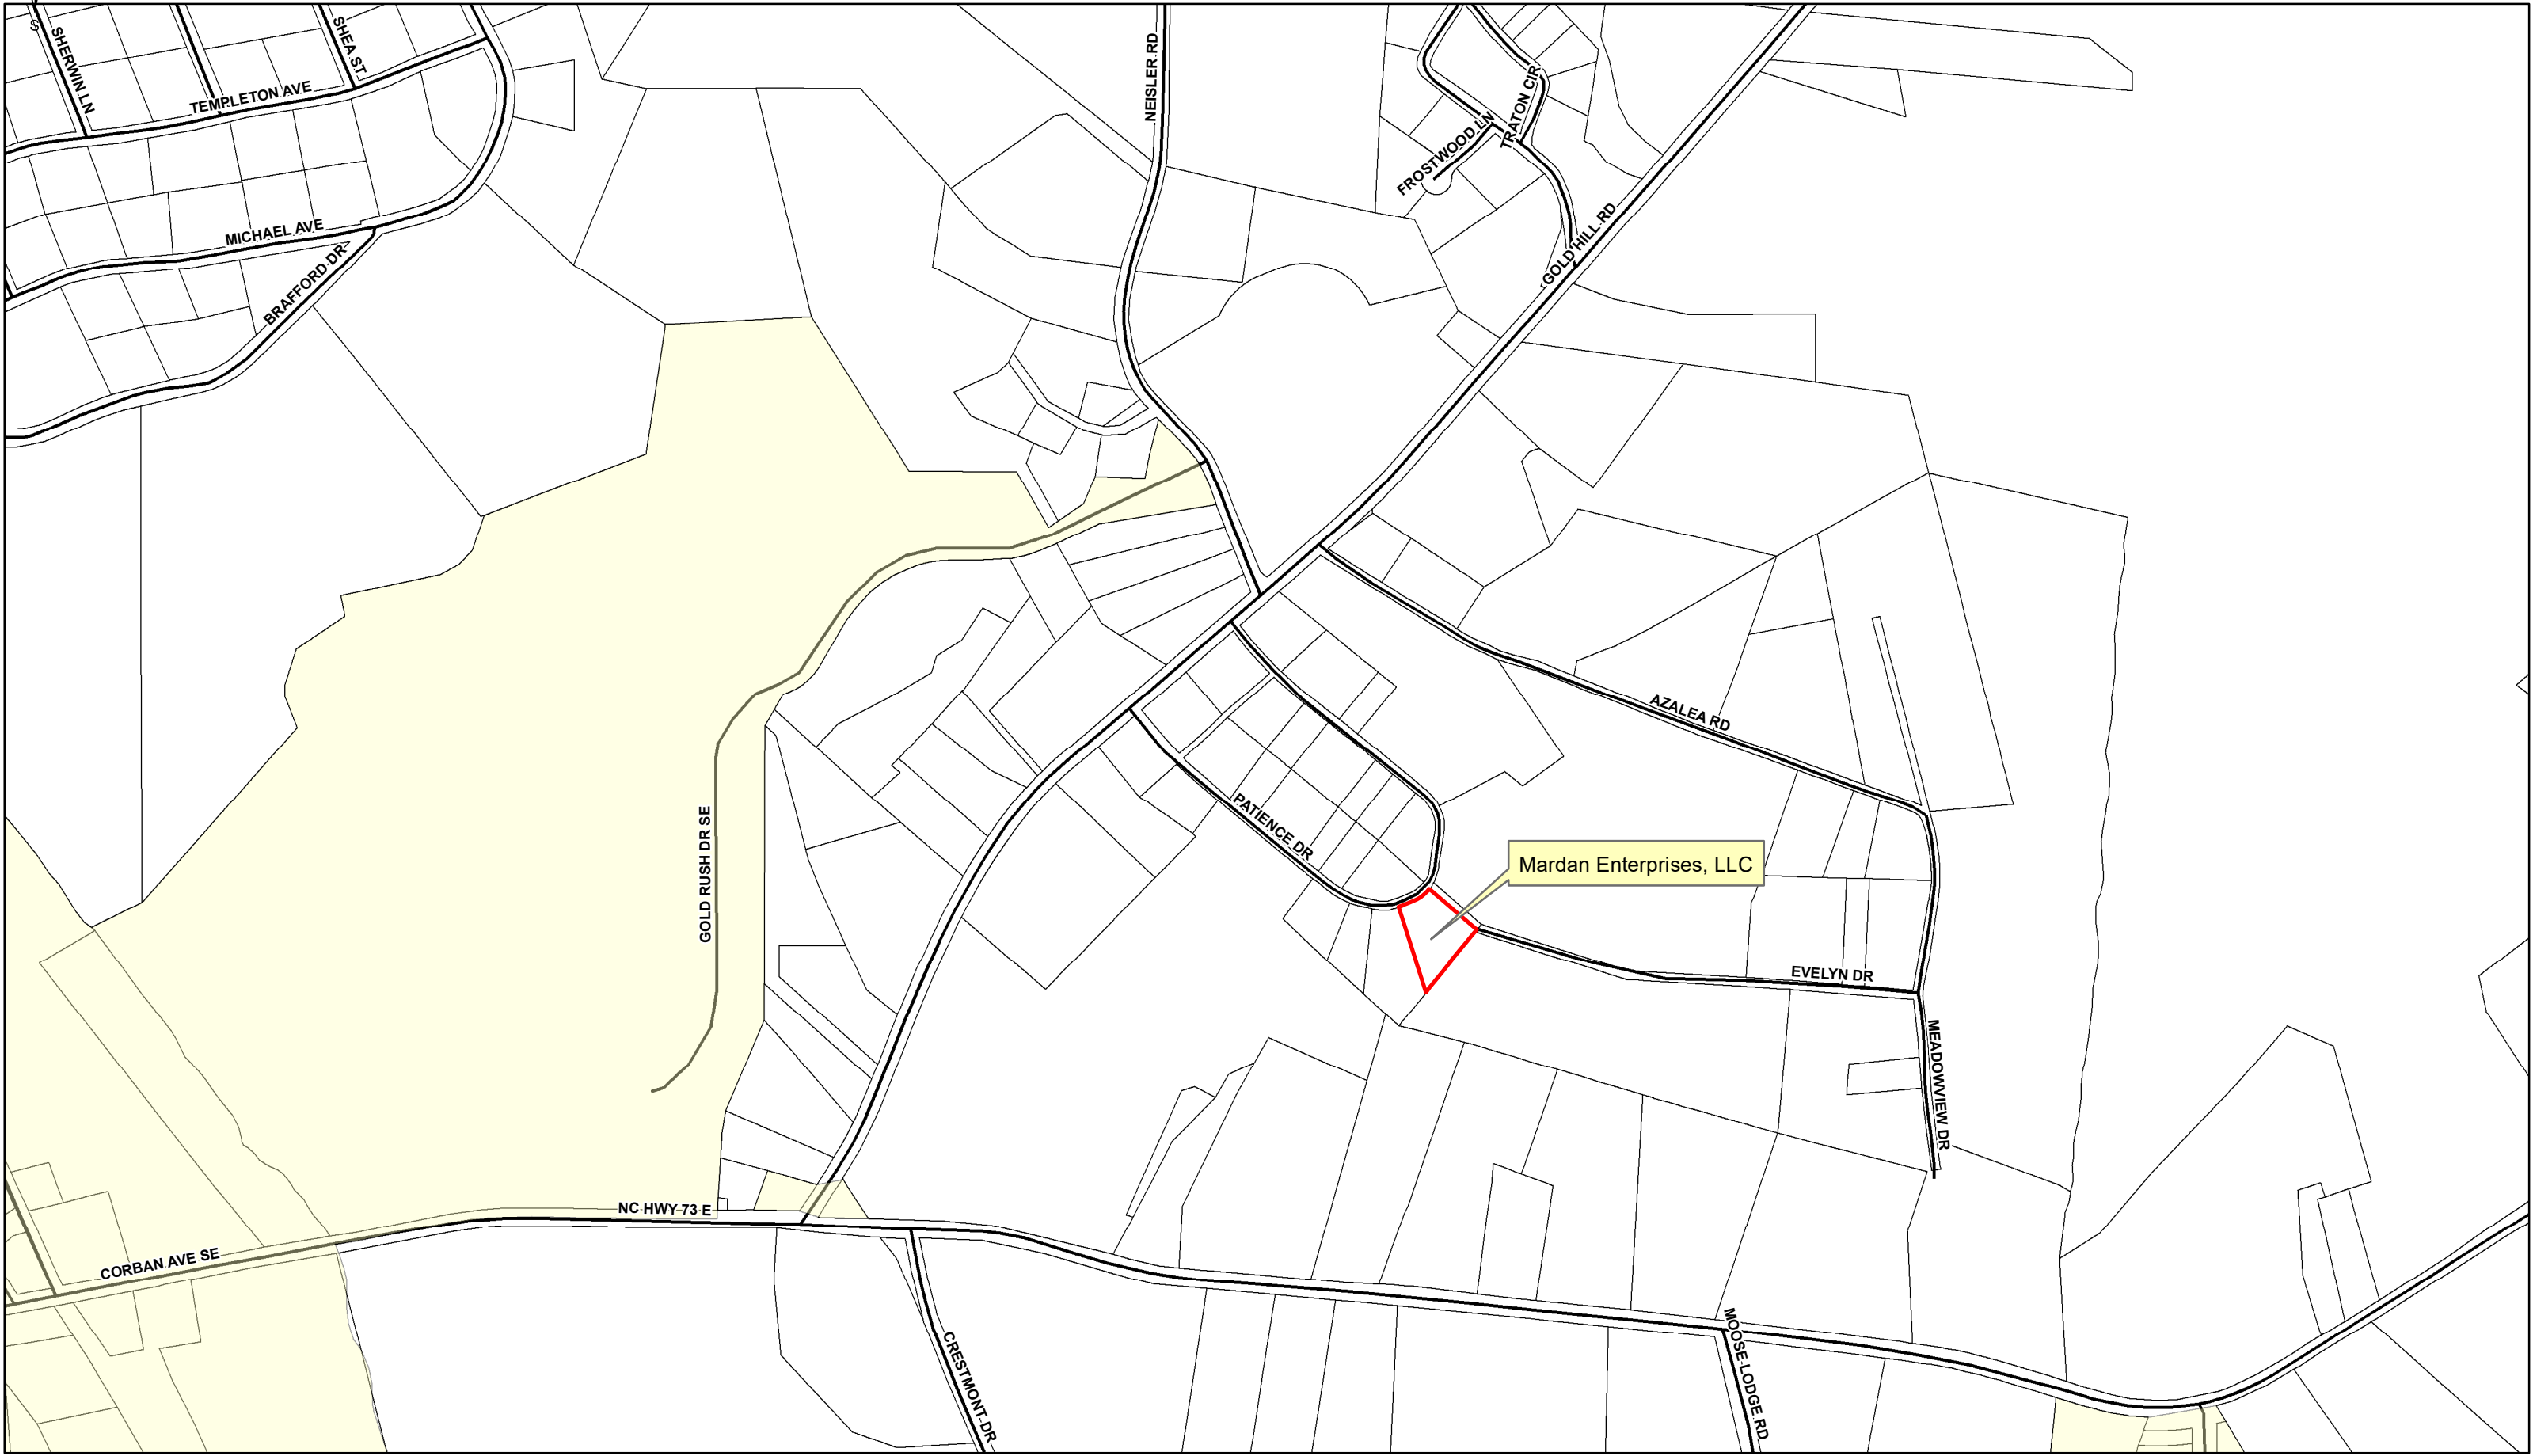 S
SHERWIN LN
SHEA ST
TEMPLETON AVE
NEISLER RD
TRATON CIR
FROSTWOOD LN
MICHAEL AVE
BRAFFORD DR
GOLD HILL RD
AZALEA RD
PATIENCE DR
GOLD RUSH DR SE
Mardan Enterprises, LLC
EVELYN DR
MEADOWVIEW DR
NC HWY 73 E
CORBAN AVE SE
CRESTMONT DR
MOOSE LODGE RD